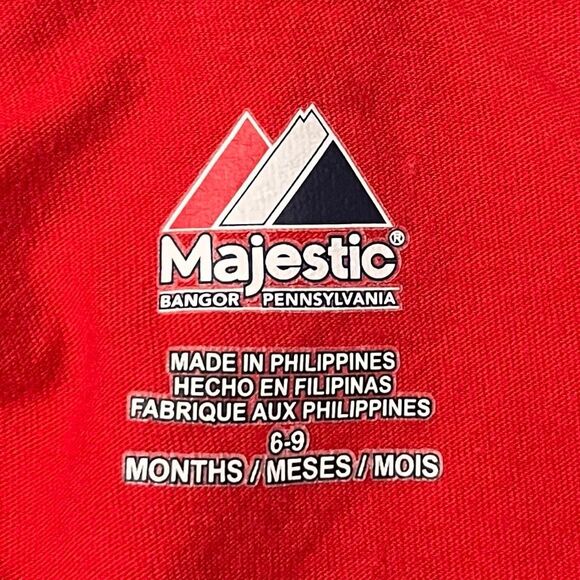 Majestic®
BANGOR PENNSYLVANIA
MADE IN PHILIPPINES
HECHO EN FILIPINAS
FABRIQUE AUX PHILIPPINES
6-9
MONTHS / MESES / MOIS